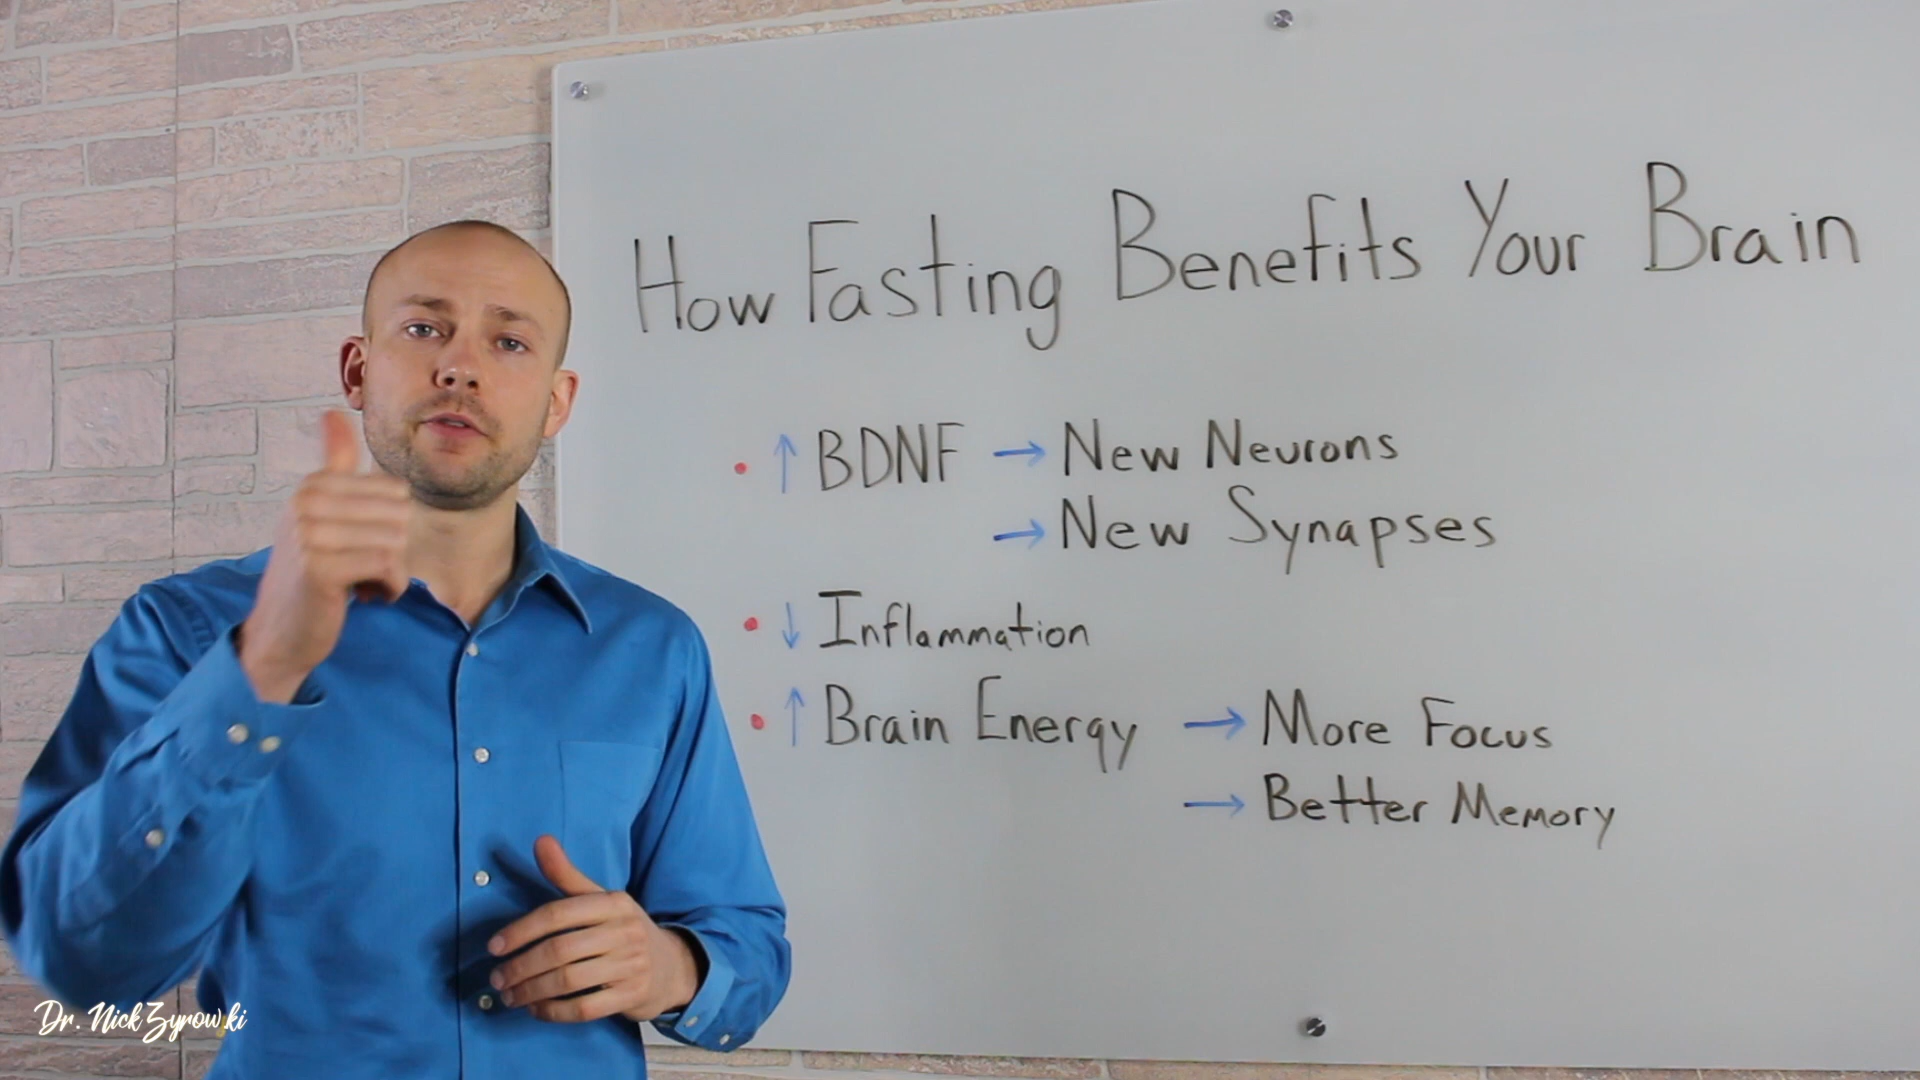 How Fasting Benefits Your Brain
• ↑ BDNF → New Neurons
→ New Synapses
• ↓ Inflammation
• ↑ Brain Energy → More Focus
→ Better Memory
Dr. Nick Zyrowski